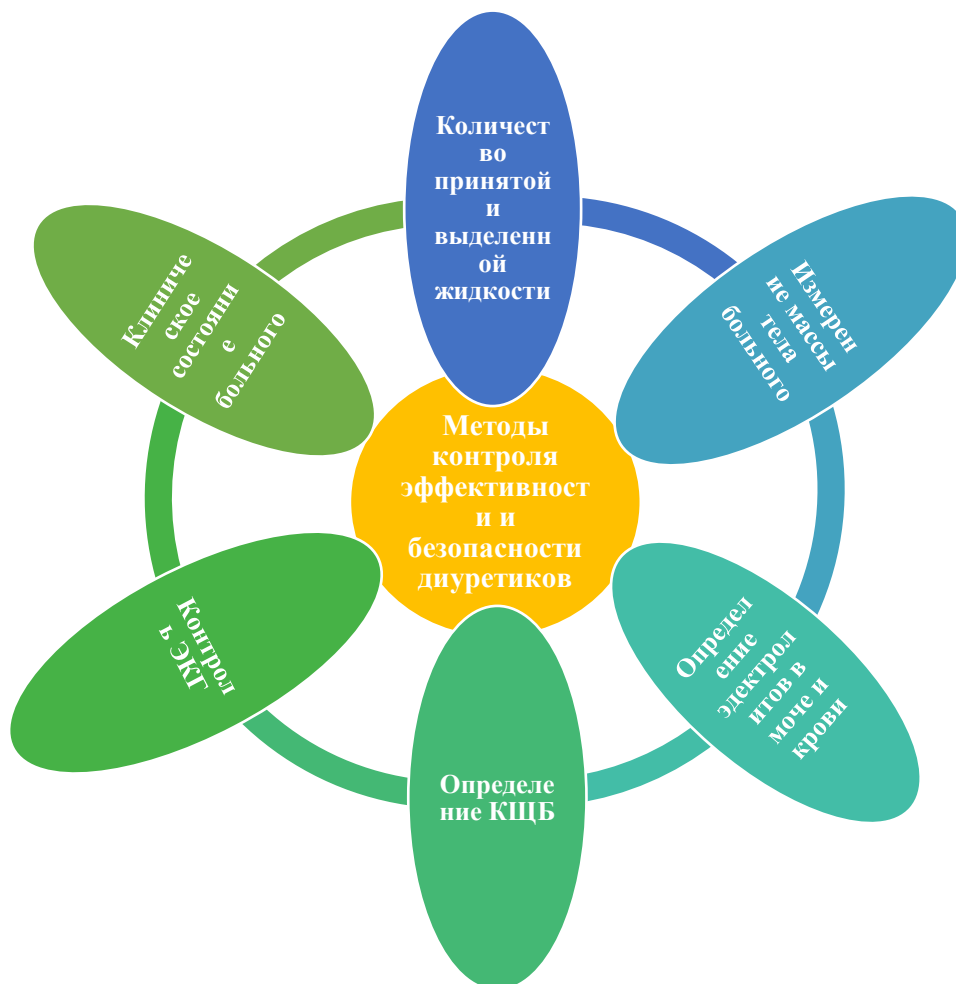 Количест
во
принятой
и
выделенн
ой
жидкости
Измерен
ие массы
тела
больного
Определ
ение
эдектрол
итов в
моче и
крови
Определе
ние КЩБ
Контрол
ь ЭКГ
Клиниче
ское
состояни
е
больного
Методы
контроля
эффективност
и и
безопасности
диуретиков